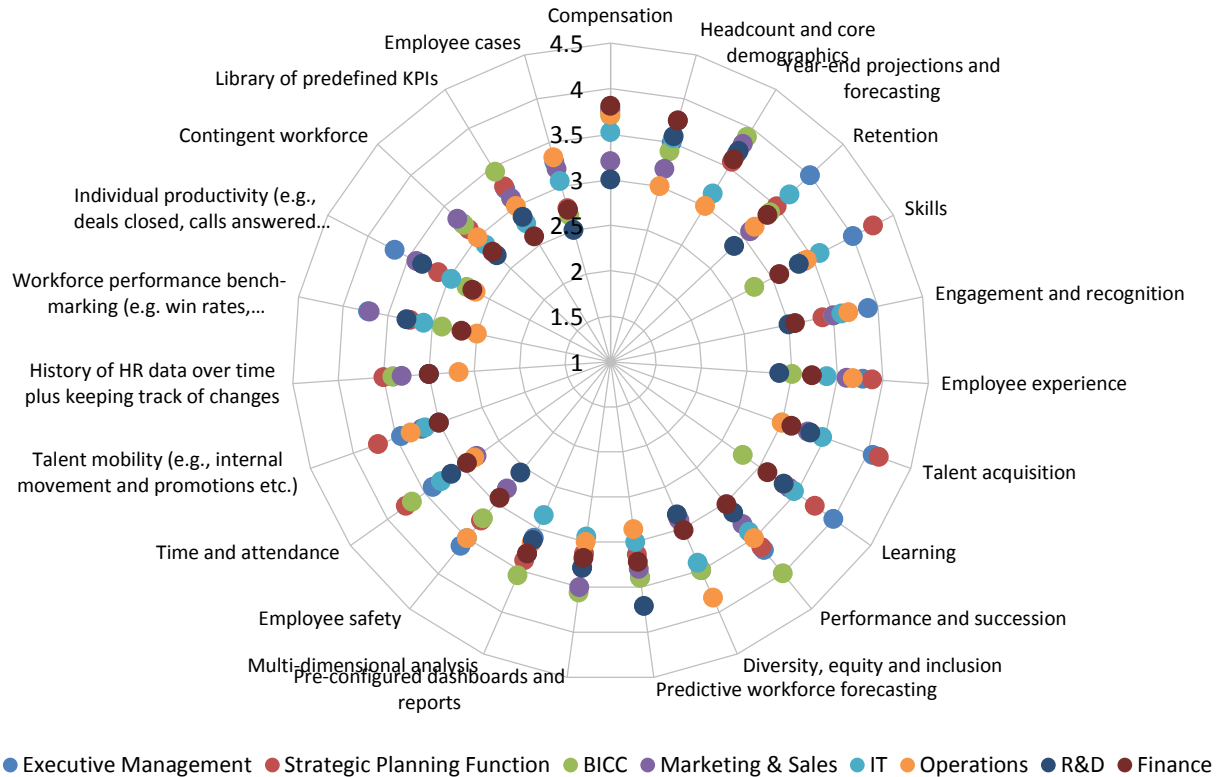 Compensation
Headcount and core
demographics
Year-end projections and
forecasting
Retention
Skills
Engagement and recognition
Employee experience
Talent acquisition
Learning
Performance and succession
Diversity, equity and inclusion
Predictive workforce forecasting
Pre-configured dashboards and
reports
Multi-dimensional analysis
Employee safety
Time and attendance
Talent mobility (e.g., internal
movement and promotions etc.)
History of HR data over time
plus keeping track of changes
Workforce performance bench-
marking (e.g. win rates,...
Individual productivity (e.g.,
deals closed, calls answered...
Contingent workforce
Library of predefined KPIs
Employee cases
4.5
4
3.5
3
2.5
2
1.5
1
Executive Management Strategic Planning Function BICC Marketing & Sales IT Operations R&D Finance